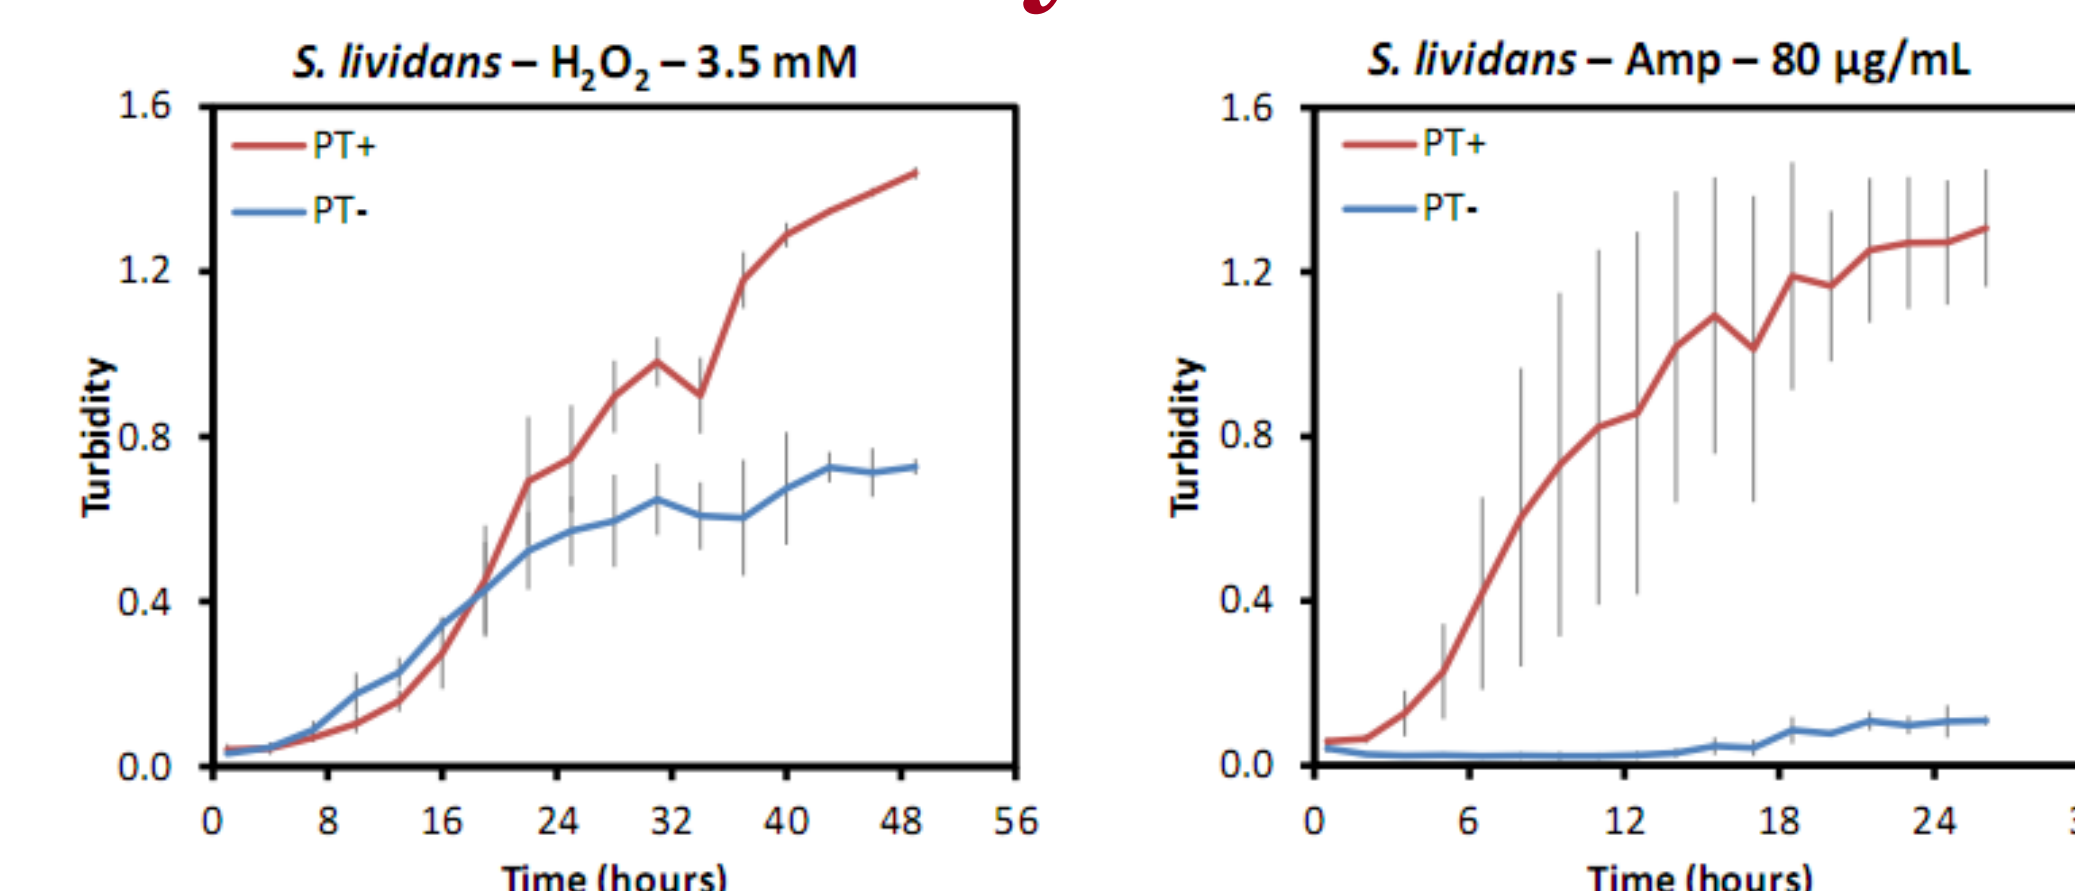 S. lividans – H₂O₂ – 3.5 mM
PT+
PT-
1.6
1.2
0.8
0.4
0.0
Turbidity
0 8 16 24 32 40 48 56
Time (hours)
S. lividans – Amp – 80 µg/mL
PT+
PT-
1.6
1.2
0.8
0.4
0.0
Turbidity
0 6 12 18 24
Time (hours)